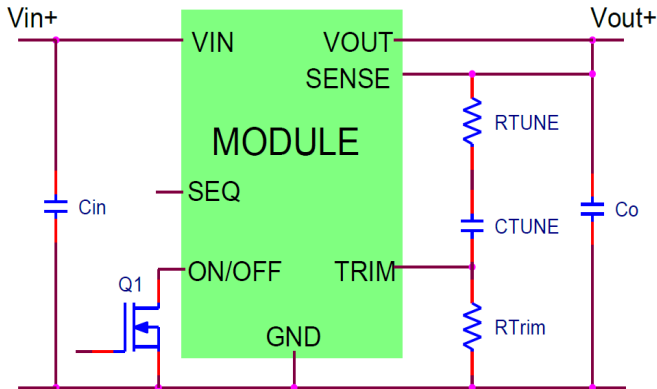 Vin+
Vout+
VIN
VOUT
SENSE
RTUNE
MODULE
SEQ
Cin
CTUNE
Co
ON/OFF
TRIM
Q1
RTrim
GND